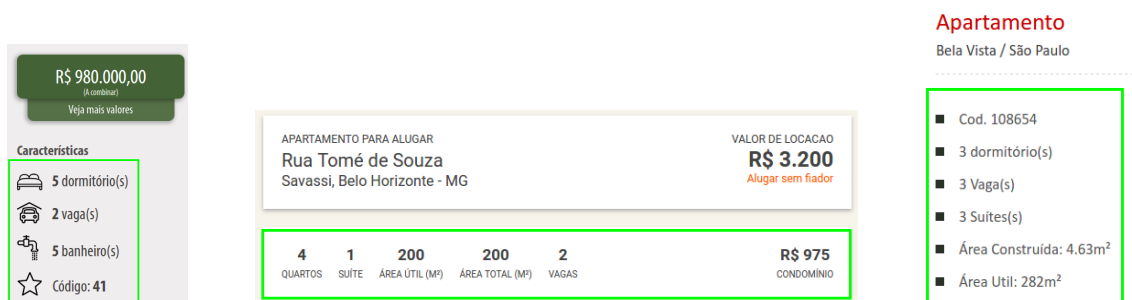 R$ 980.000,00
(A combinar)
Veja mais valores
Características
5 dormitório(s)
2 vaga(s)
5 banheiro(s)
Código: 41
APARTAMENTO PARA ALUGAR
Rua Tomé de Souza
Savassi, Belo Horizonte - MG
VALOR DE LOCACAO
R$ 3.200
Alugar sem fiador
4 1 200 200 2 R$ 975
QUARTOS SUÍTE ÁREA ÚTIL (M²) ÁREA TOTAL (M²) VAGAS CONDOMÍNIO
Apartamento
Bela Vista / São Paulo
Cod. 108654
3 dormitório(s)
3 Vaga(s)
3 Suítes(s)
Área Construída: 4.63m²
Área Util: 282m²